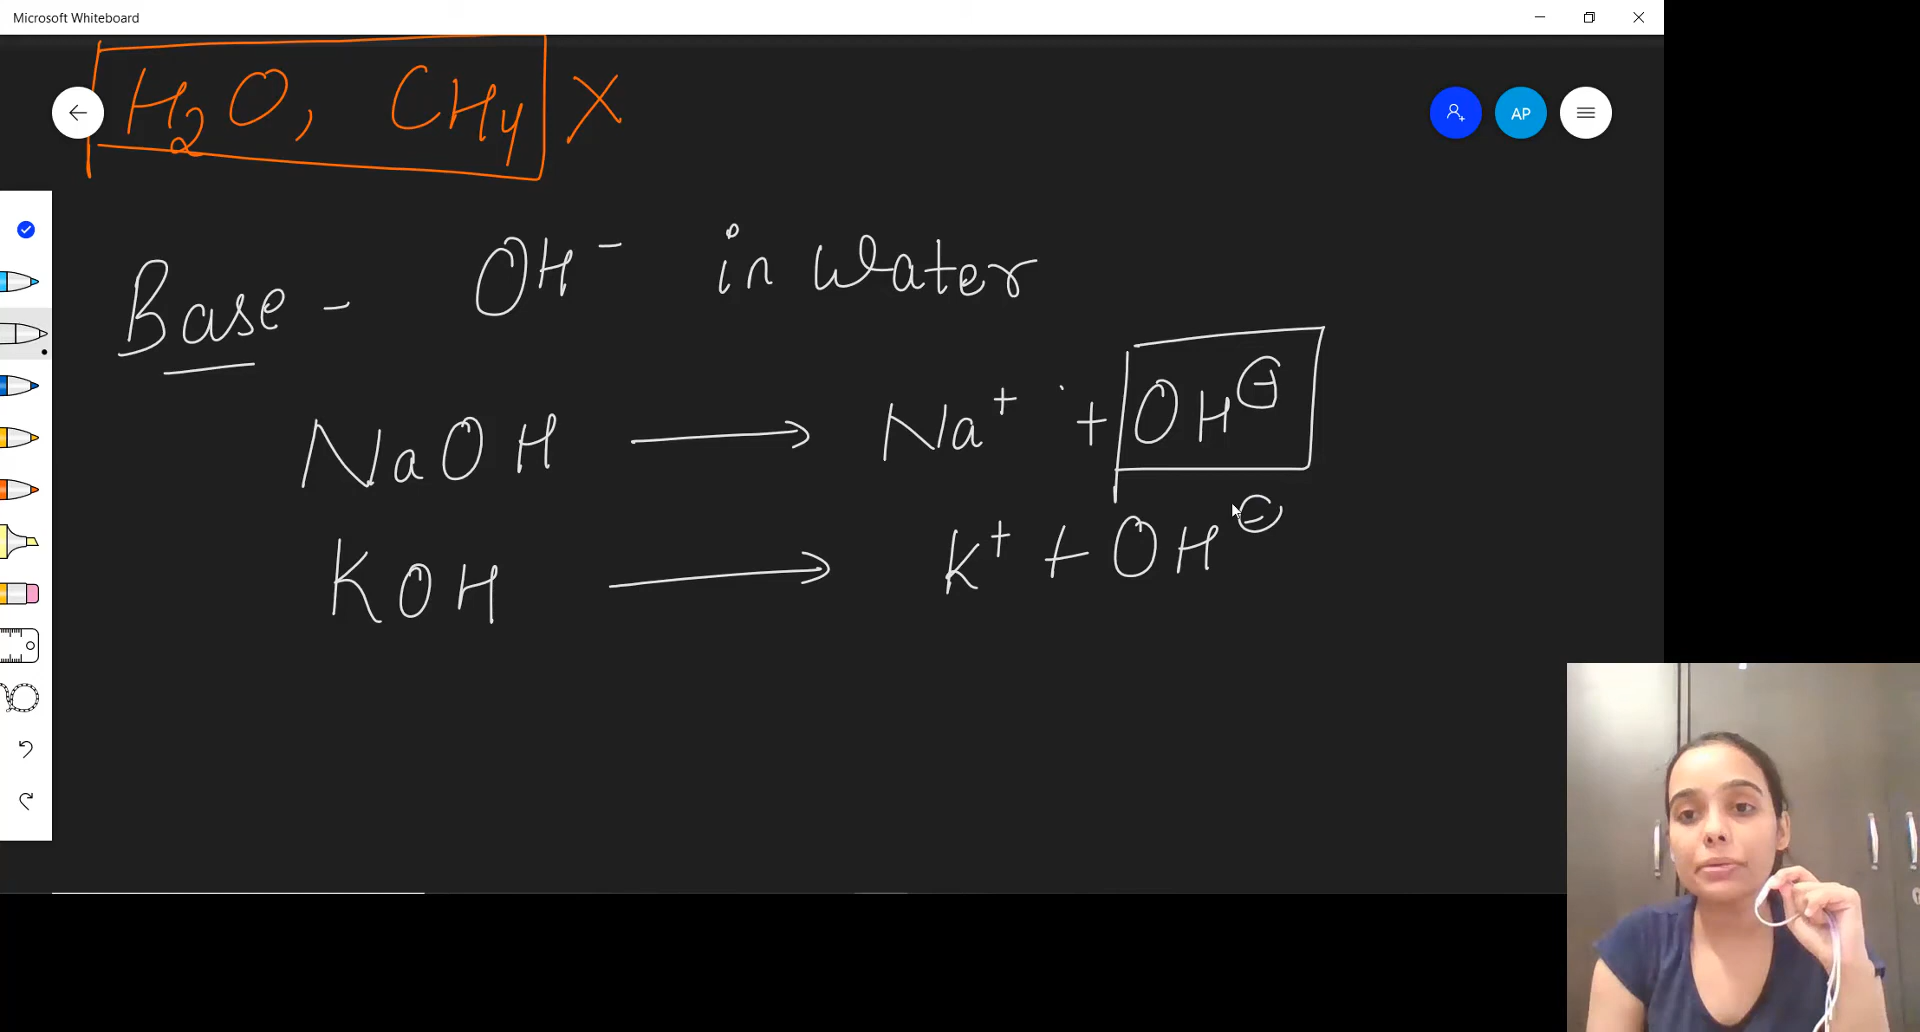 Microsoft Whiteboard
H₂O, CH₄ X
AP
Base - OH⁻ in water
NaOH → Na⁺ + OH⊖
KOH → K⁺ + OH⊖